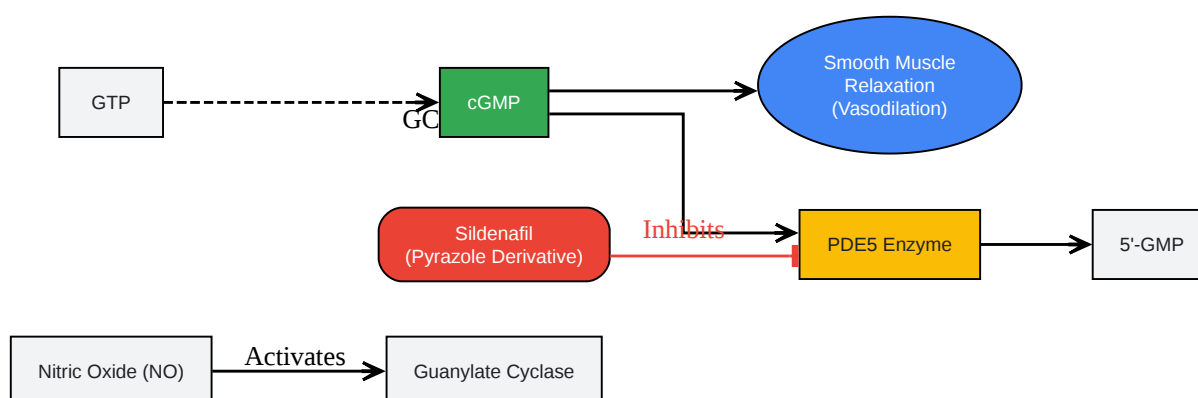 Smooth Muscle
Relaxation
(Vasodilation)
GTP
cGMP
GC
Sildenafil
(Pyrazole Derivative)
Inhibits
PDE5 Enzyme
5'-GMP
Nitric Oxide (NO)
Activates
Guanylate Cyclase